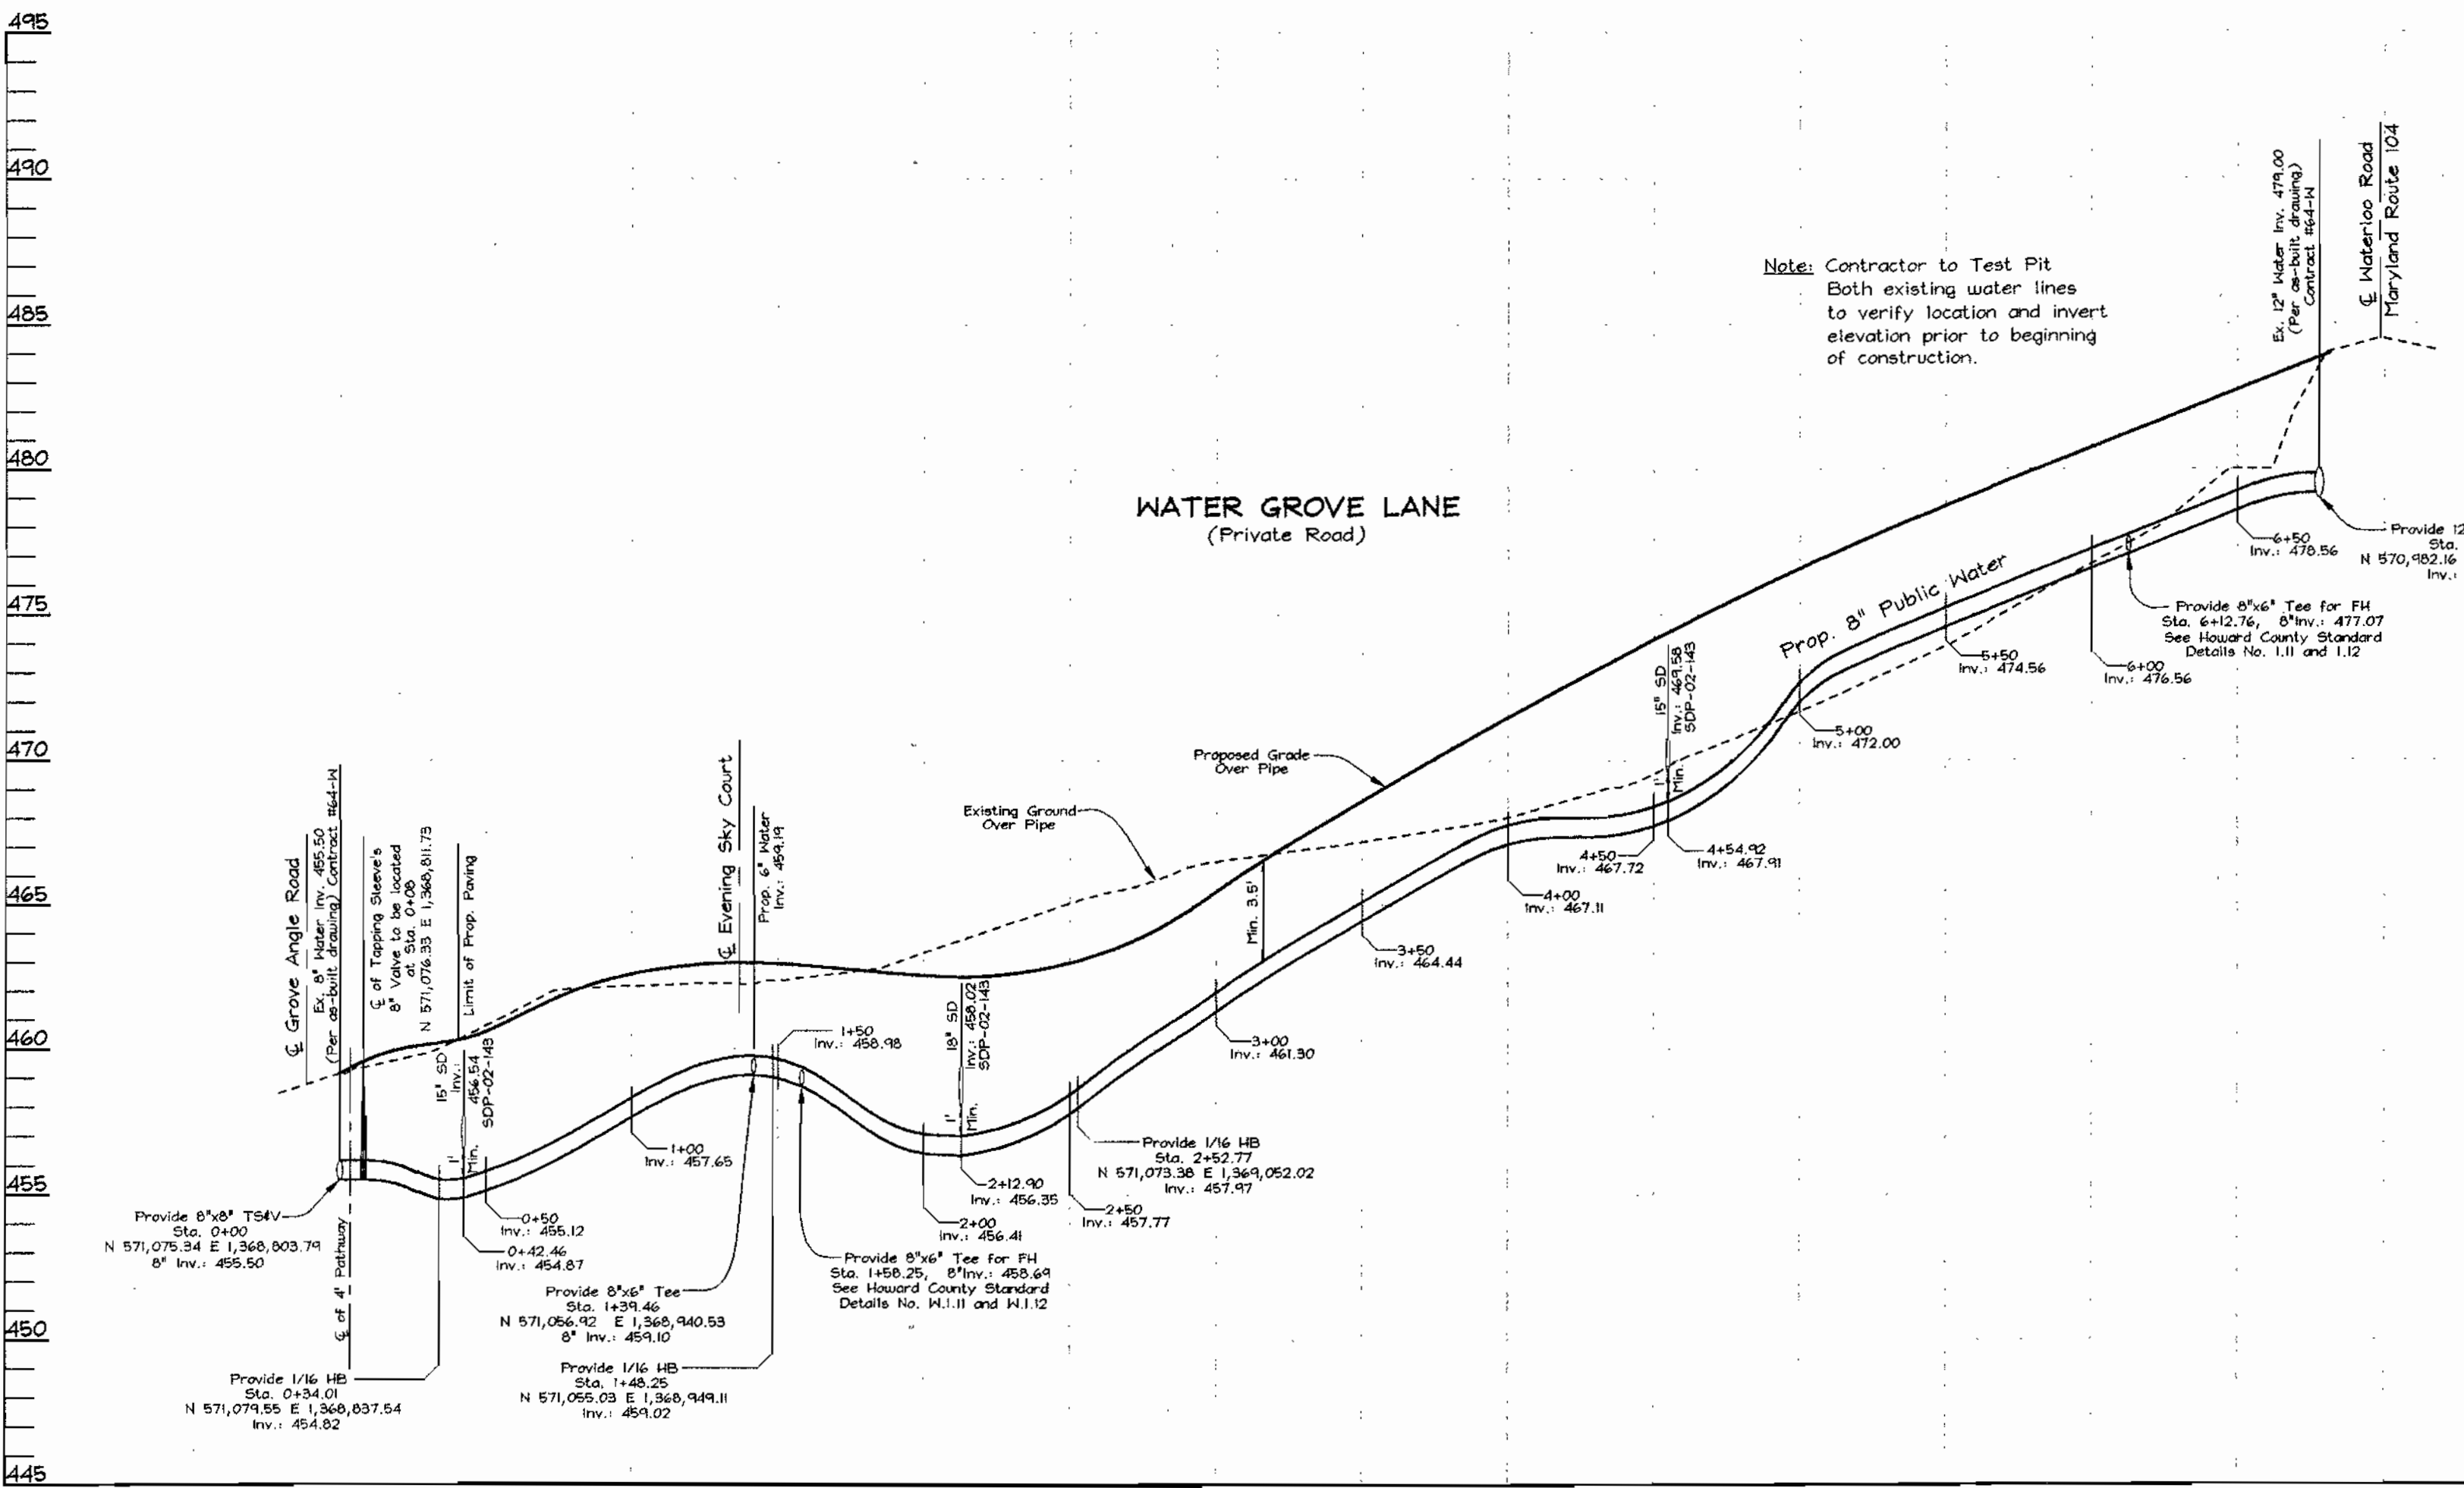 495
490
485
480
475
470
465
460
455
450
445
WATER GROVE LANE
(Private Road)
Note: Contractor to Test Pit
Both existing water lines
to verify location and invert
elevation prior to beginning
of construction.
℄ Grove Angle Road
Ex. 8" Water Inv. 455.50
(Per as-built drawing) Contract #64-W
℄ of Tapping Sleeve's
8" Valve to be located
at Sta. 0+08
N 571,076.33 E 1,368,811.73
Limit of Prop. Paving
15" SD
Inv.:
456.54
SDP-02-143
1'
Min.
℄ Evening Sky Court
Prop. 6" Water
Inv.: 459.19
1+50
Inv.: 458.98
18" SD
Inv.: 458.02
SDP-02-143
1'
Min.
Existing Ground
Over Pipe
Proposed Grade
Over Pipe
Min. 3.5'
15" SD
Inv.: 469.58
SDP-02-143
1'
Min.
Prop. 8" Public Water
Ex. 12" Water Inv. 479.00
(Per as-built drawing)
Contract #64-W
℄ Waterloo Road
Maryland Route 104
Provide 8"x8" TS&V
Sta. 0+00
N 571,075.34 E 1,368,803.79
8" Inv.: 455.50
℄ of 4' Pathway
Provide 1/16 HB
Sta. 0+34.01
N 571,079.55 E 1,368,837.54
Inv.: 454.82
0+50
Inv.: 455.12
0+42.46
Inv.: 454.87
1+00
Inv.: 457.65
Provide 8"x6" Tee
Sta. 1+39.46
N 571,056.92 E 1,368,940.53
8" Inv.: 459.10
Provide 1/16 HB
Sta. 1+48.25
N 571,055.03 E 1,368,949.11
Inv.: 459.02
Provide 8"x6" Tee for FH
Sta. 1+58.25, 8"Inv.: 458.69
See Howard County Standard
Details No. W.1.11 and W.1.12
2+00
Inv.: 456.41
2+12.90
Inv.: 456.35
Provide 1/16 HB
Sta. 2+52.77
N 571,073.38 E 1,369,052.02
Inv.: 457.97
2+50
Inv.: 457.77
3+00
Inv.: 461.30
3+50
Inv.: 464.44
4+00
Inv.: 467.11
4+50
Inv.: 467.72
4+54.92
Inv.: 467.91
5+00
Inv.: 472.00
5+50
Inv.: 474.56
6+00
Inv.: 476.56
Provide 8"x6" Tee for FH
Sta. 6+12.76, 8"Inv.: 477.07
See Howard County Standard
Details No. 1.11 and 1.12
6+50
Inv.: 478.56
Provide 12
Sta.
N 570,982.16
Inv.: